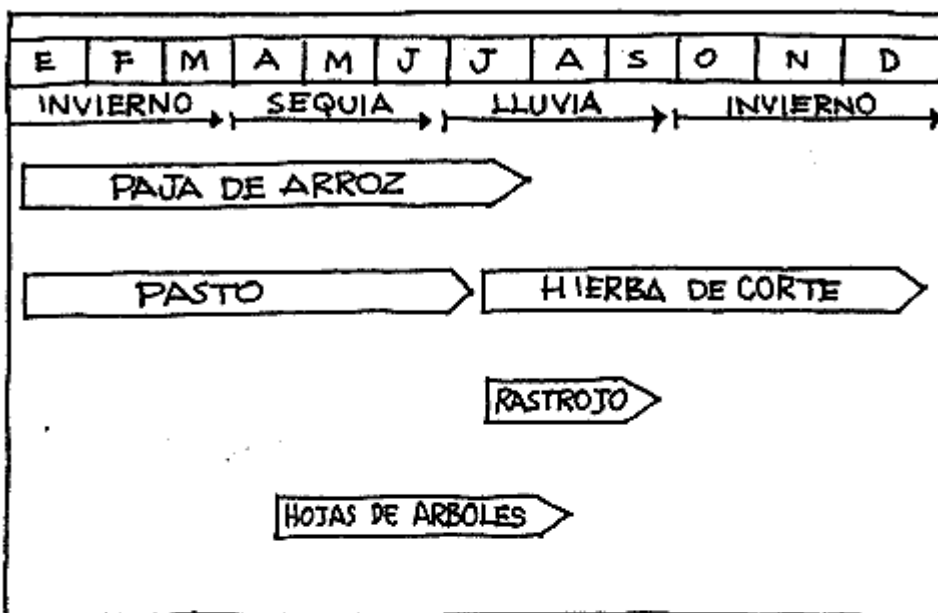 E F M A M J J A S O N D
INVIERNO SEQUIA LLUVIA INVIERNO
PAJA DE ARROZ
PASTO HIERBA DE CORTE
RASTROJO
HOJAS DE ARBOLES